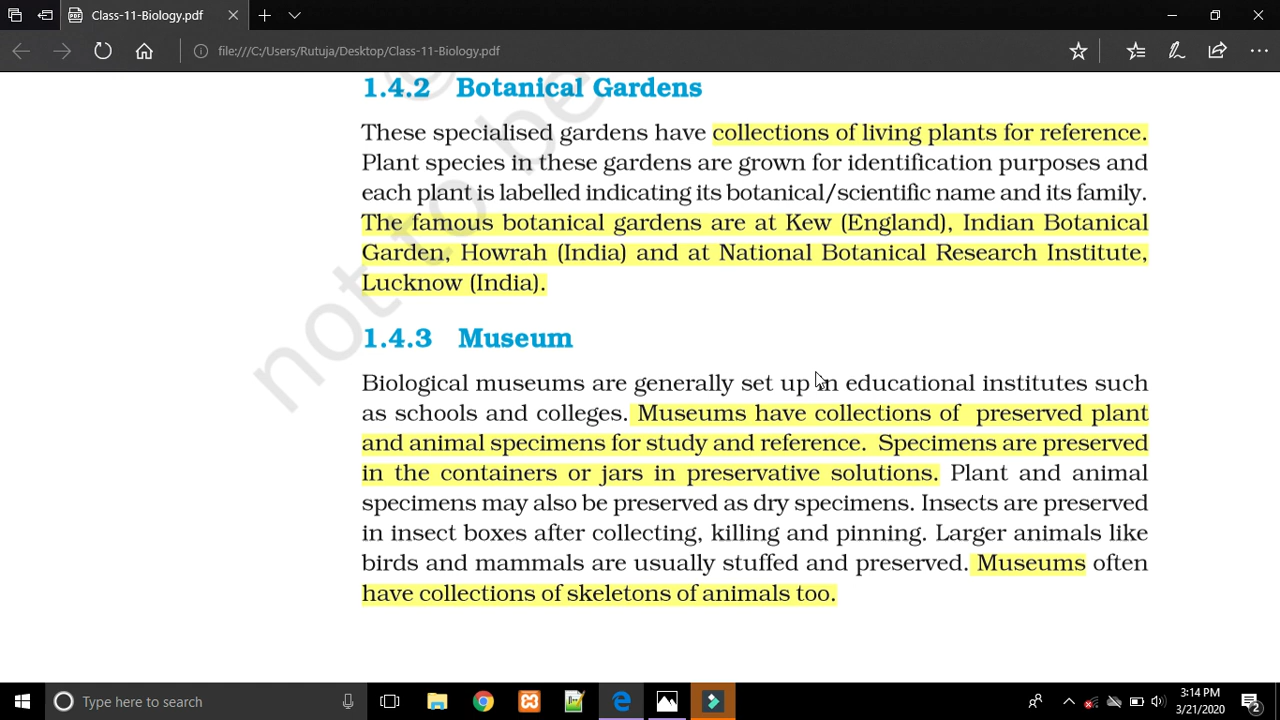 Class-11-Biology.pdf
file:///C:/Users/Rutuja/Desktop/Class-11-Biology.pdf
1.4.2 Botanical Gardens
These specialised gardens have collections of living plants for reference.
Plant species in these gardens are grown for identification purposes and
each plant is labelled indicating its botanical/scientific name and its family.
The famous botanical gardens are at Kew (England), Indian Botanical
Garden, Howrah (India) and at National Botanical Research Institute,
Lucknow (India).
1.4.3 Museum
Biological museums are generally set up in educational institutes such
as schools and colleges. Museums have collections of preserved plant
and animal specimens for study and reference. Specimens are preserved
in the containers or jars in preservative solutions. Plant and animal
specimens may also be preserved as dry specimens. Insects are preserved
in insect boxes after collecting, killing and pinning. Larger animals like
birds and mammals are usually stuffed and preserved. Museums often
have collections of skeletons of animals too.
not to be
Type here to search
3:14 PM
3/21/2020
2